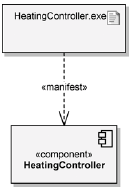 HeatingController.exe
«manifest»
«component»
HeatingController